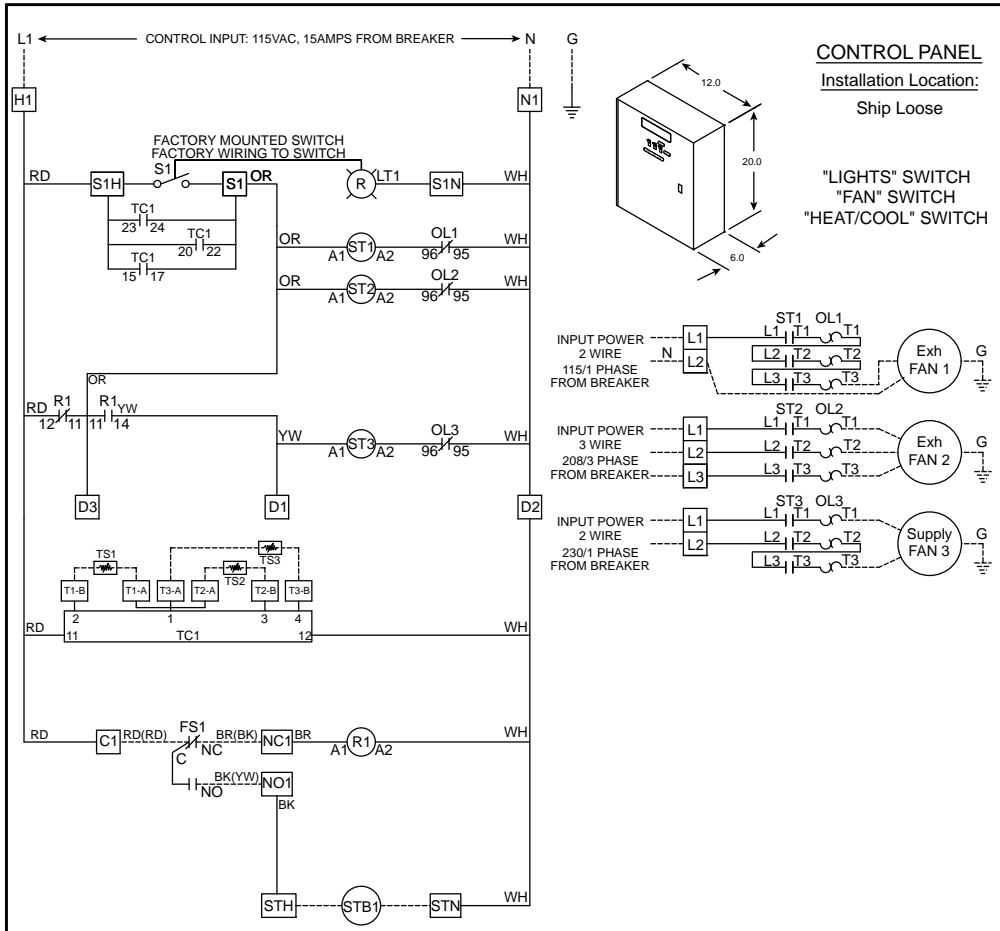 L1 CONTROL INPUT: 115VAC, 15AMPS FROM BREAKER N G
H1 N1
FACTORY MOUNTED SWITCH
FACTORY WIRING TO SWITCH
S1
RD S1H S1 OR R LT1 S1N WH
TC1
23 24
TC1
20 22
TC1
15 17
OR ST1 OL1 WH
A1 A2 96 95
OR ST2 OL2 WH
A1 A2 96 95
OR
RD R1 R1 YW
12 11 11 14
YW ST3 OL3 WH
A1 A2 96 95
D3 D1 D2
TS1 TS3
TS2
T1-B T1-A T3-A T2-A T2-B T3-B
2 1 3 4
RD 11 TC1 12 WH
FS1
RD C1 RD(RD) BR(BK) NC1 BR R1 WH
C NC A1 A2
BK(YW) NO1
NO
BK
STH STB1 STN WH
CONTROL PANEL
Installation Location:
Ship Loose
12.0
20.0
6.0
"LIGHTS" SWITCH
"FAN" SWITCH
"HEAT/COOL" SWITCH
ST1 OL1
INPUT POWER L1 L1 T1 T1
2 WIRE N L2 L2 T2 T2 Exh FAN 1 G
115/1 PHASE L3 T3 T3
FROM BREAKER
ST2 OL2
INPUT POWER L1 L1 T1 T1
3 WIRE L2 L2 T2 T2 Exh FAN 2 G
208/3 PHASE
FROM BREAKER L3 L3 T3 T3
ST3 OL3
INPUT POWER L1 L1 T1 T1
2 WIRE L2 L2 T2 T2 Supply FAN 3 G
230/1 PHASE
FROM BREAKER L3 T3 T3